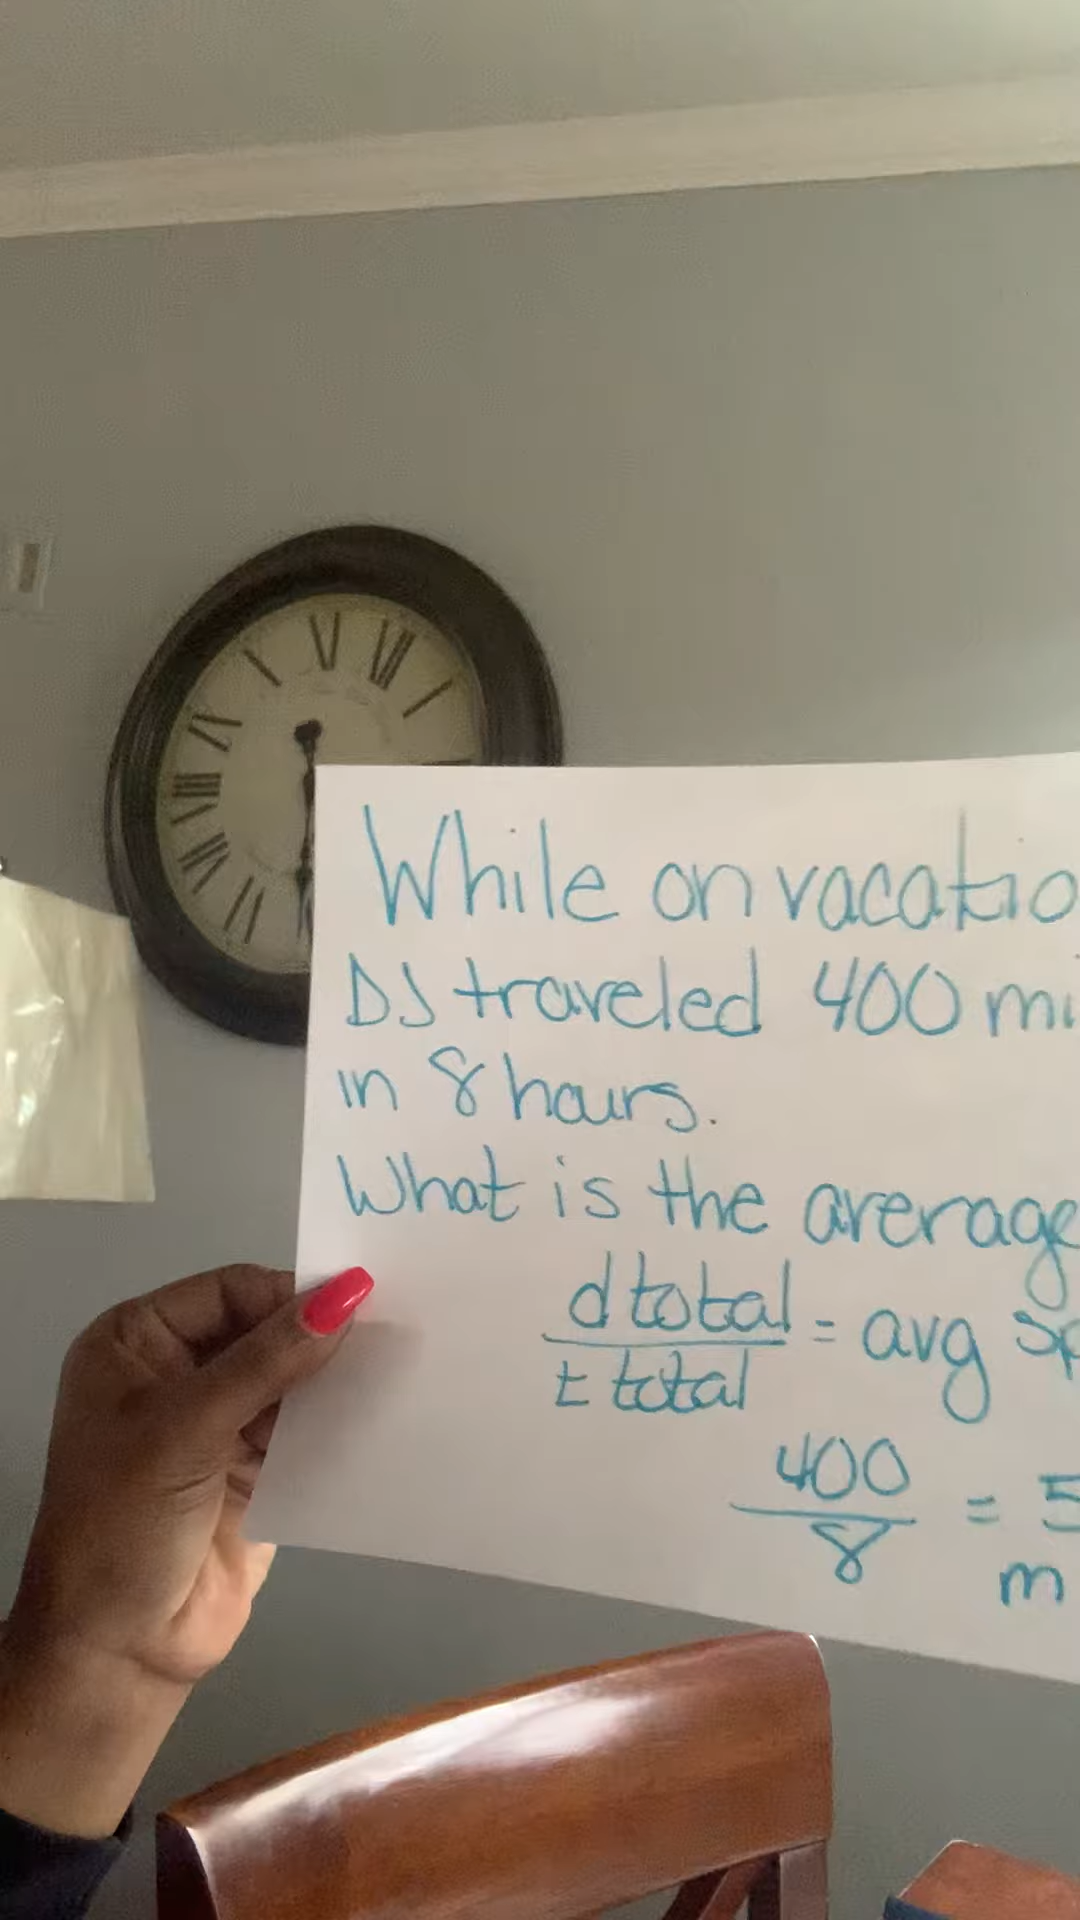 While on vacatio
DJ traveled 400 mi
in 8 hours.
What is the average
d total
t total
= avg sp
400
8
= 5
m